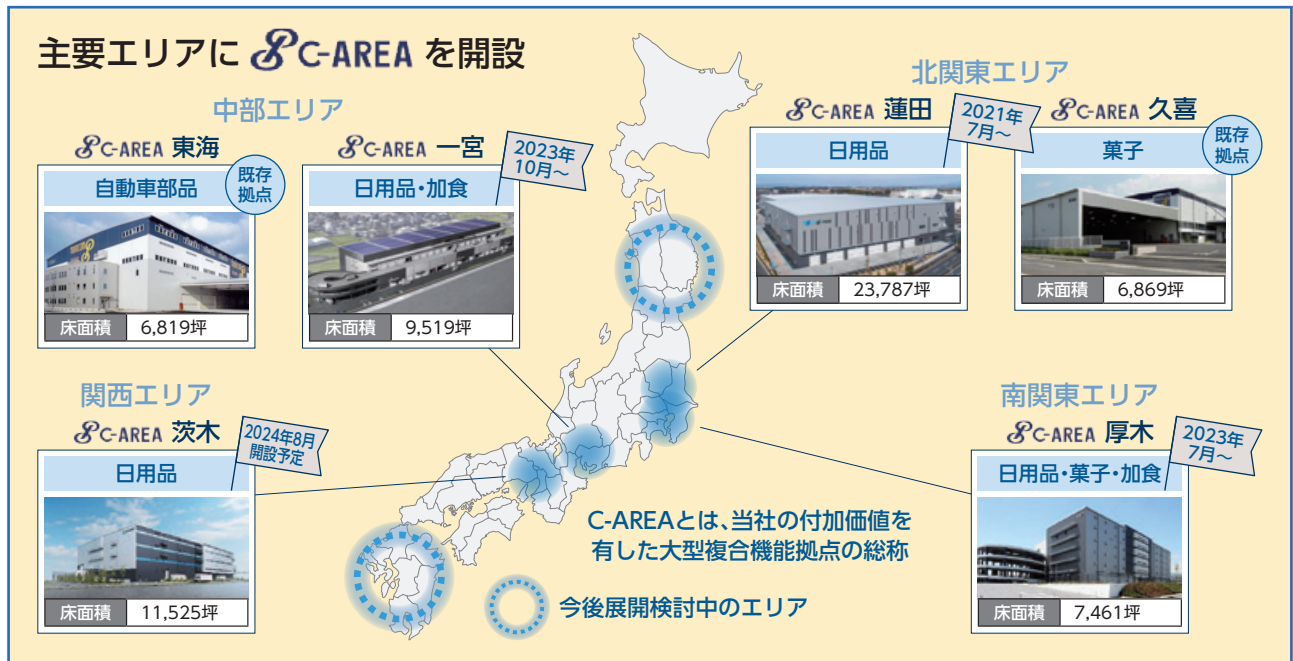 主要エリアに C-AREA を開設
中部エリア
C-AREA 東海
既存
拠点
自動車部品
床面積 6,819坪
C-AREA 一宮
2023年
10月～
日用品・加食
床面積 9,519坪
北関東エリア
C-AREA 蓮田
2021年
7月～
日用品
床面積 23,787坪
C-AREA 久喜
既存
拠点
菓子
床面積 6,869坪
関西エリア
C-AREA 茨木
2024年8月
開設予定
日用品
床面積 11,525坪
南関東エリア
C-AREA 厚木
2023年
7月～
日用品・菓子・加食
床面積 7,461坪
C-AREAとは、当社の付加価値を
有した大型複合機能拠点の総称
今後展開検討中のエリア